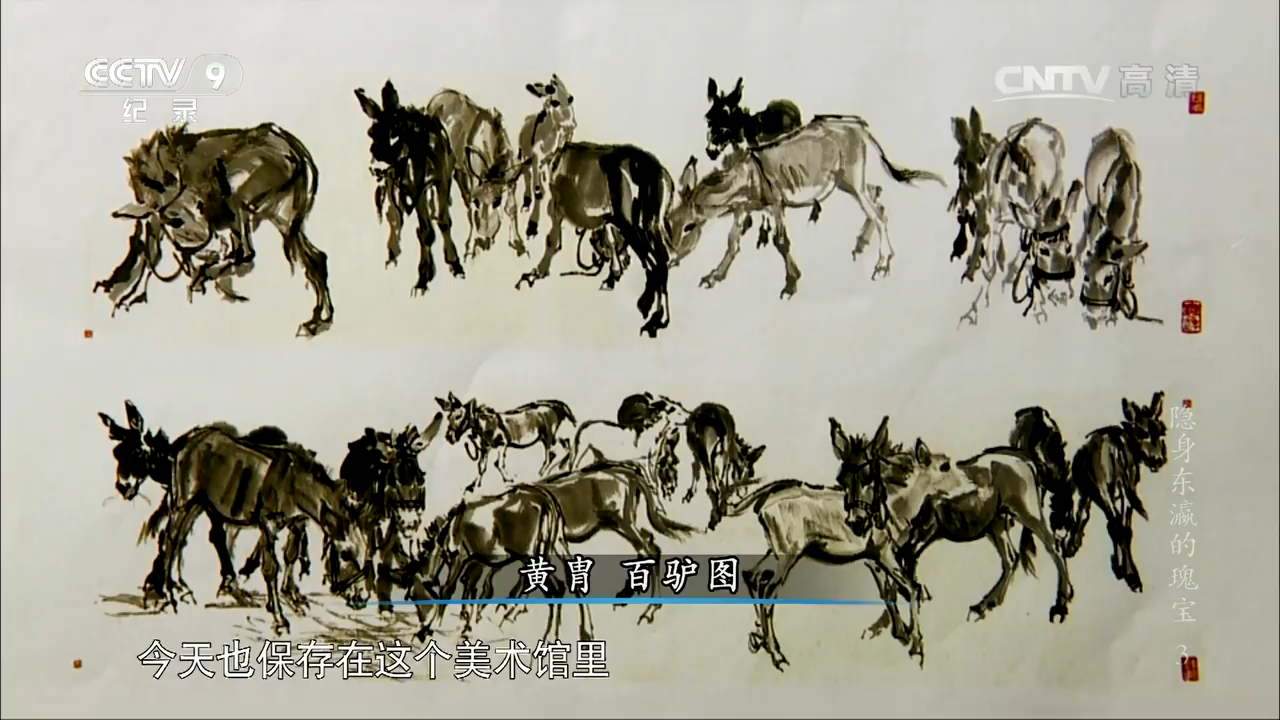 CCTV 9
纪录
CNTV 高清
隐身东瀛的瑰宝 3
黄胄 百驴图
今天也保存在这个美术馆里